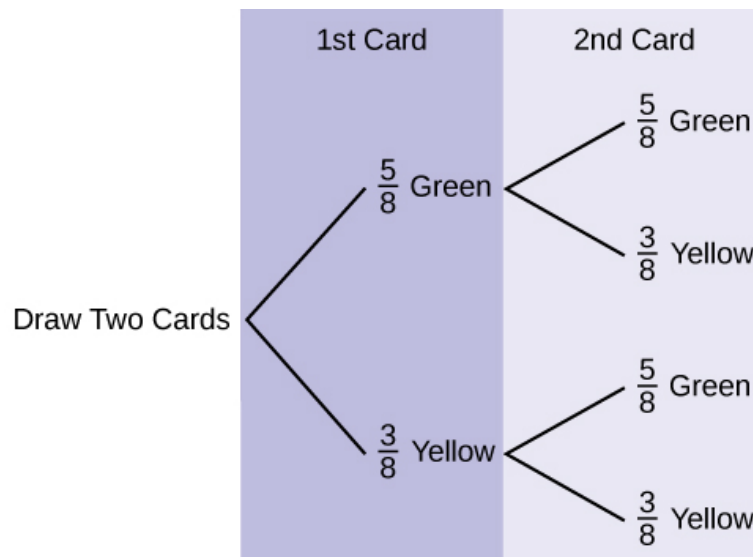 1st Card
2nd Card
5/8 Green
5/8 Green
3/8 Yellow
Draw Two Cards
3/8 Yellow
5/8 Green
3/8 Yellow